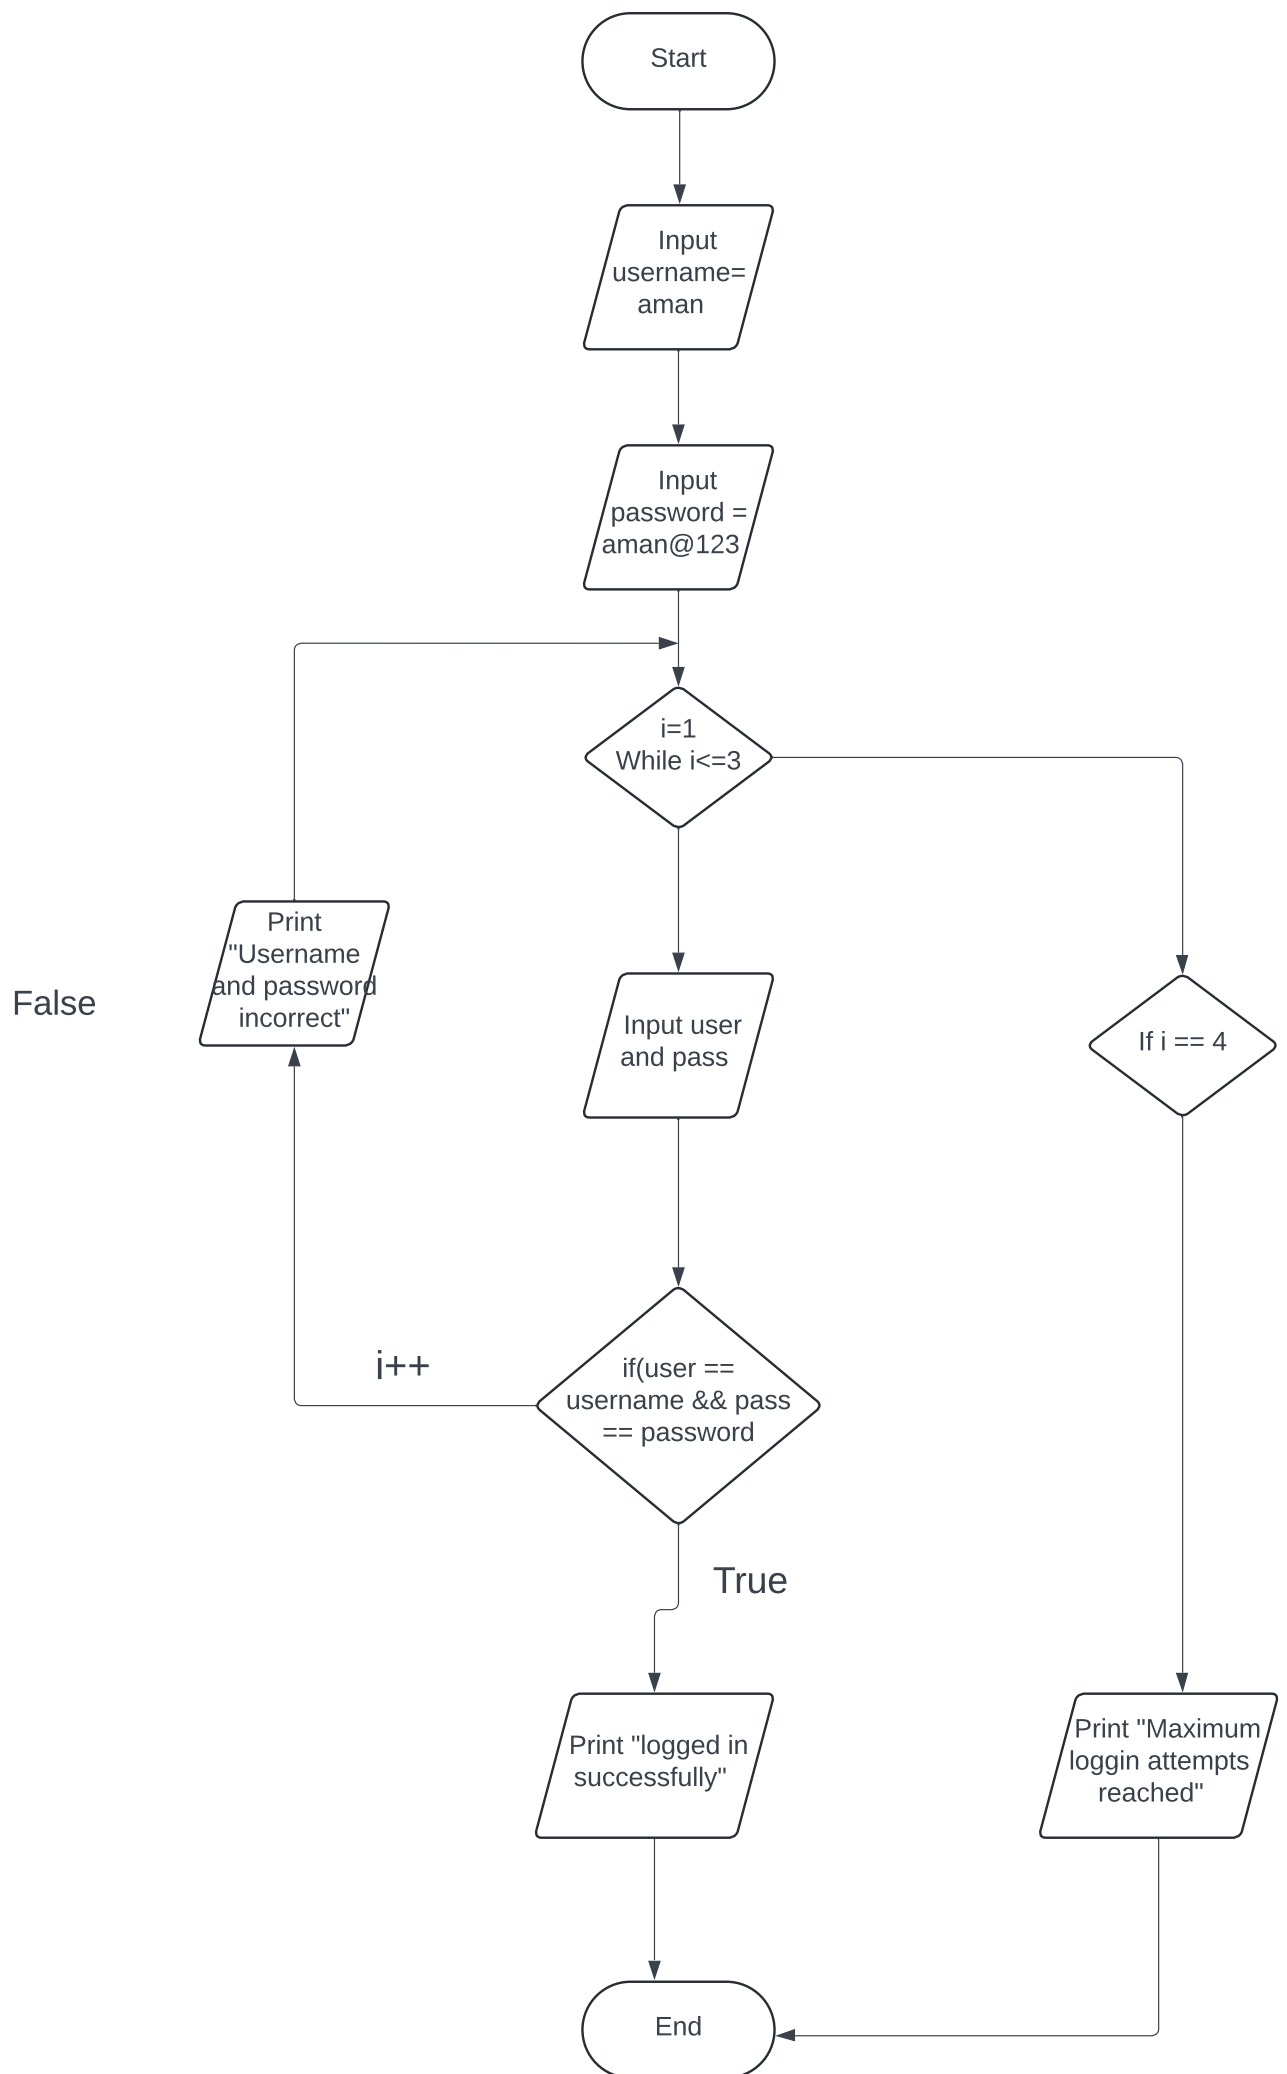 Start
Input
username=
aman
Input
password =
aman@123
i=1
While i<=3
Print
"Username
and password
incorrect"
False
Input user
and pass
If i == 4
i++
if(user ==
username && pass
== password
True
Print "logged in
successfully"
Print "Maximum
loggin attempts
reached"
End